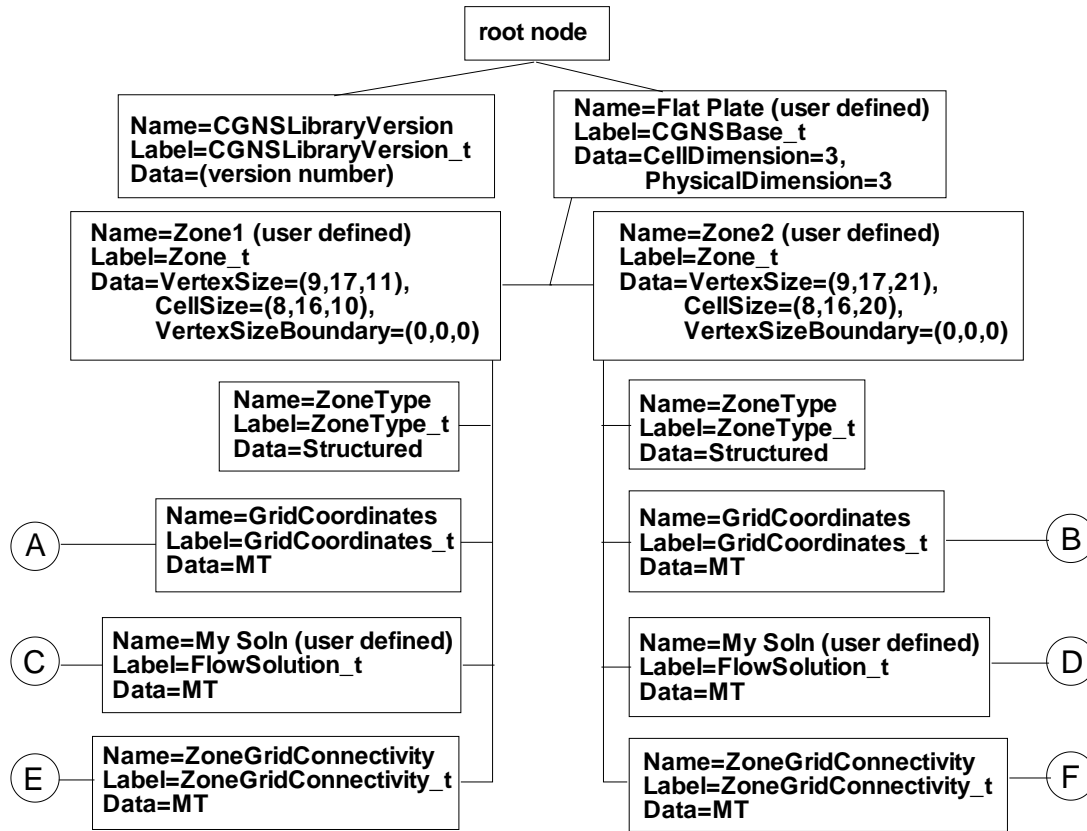 root node
Name=CGNSLibraryVersion
Label=CGNSLibraryVersion_t
Data=(version number)
Name=Flat Plate (user defined)
Label=CGNSBase_t
Data=CellDimension=3,
PhysicalDimension=3
Name=Zone1 (user defined)
Label=Zone_t
Data=VertexSize=(9,17,11),
CellSize=(8,16,10),
VertexSizeBoundary=(0,0,0)
Name=Zone2 (user defined)
Label=Zone_t
Data=VertexSize=(9,17,21),
CellSize=(8,16,20),
VertexSizeBoundary=(0,0,0)
Name=ZoneType
Label=ZoneType_t
Data=Structured
Name=ZoneType
Label=ZoneType_t
Data=Structured
A
Name=GridCoordinates
Label=GridCoordinates_t
Data=MT
Name=GridCoordinates
Label=GridCoordinates_t
Data=MT
B
C
Name=My Soln (user defined)
Label=FlowSolution_t
Data=MT
Name=My Soln (user defined)
Label=FlowSolution_t
Data=MT
D
E
Name=ZoneGridConnectivity
Label=ZoneGridConnectivity_t
Data=MT
Name=ZoneGridConnectivity
Label=ZoneGridConnectivity_t
Data=MT
F